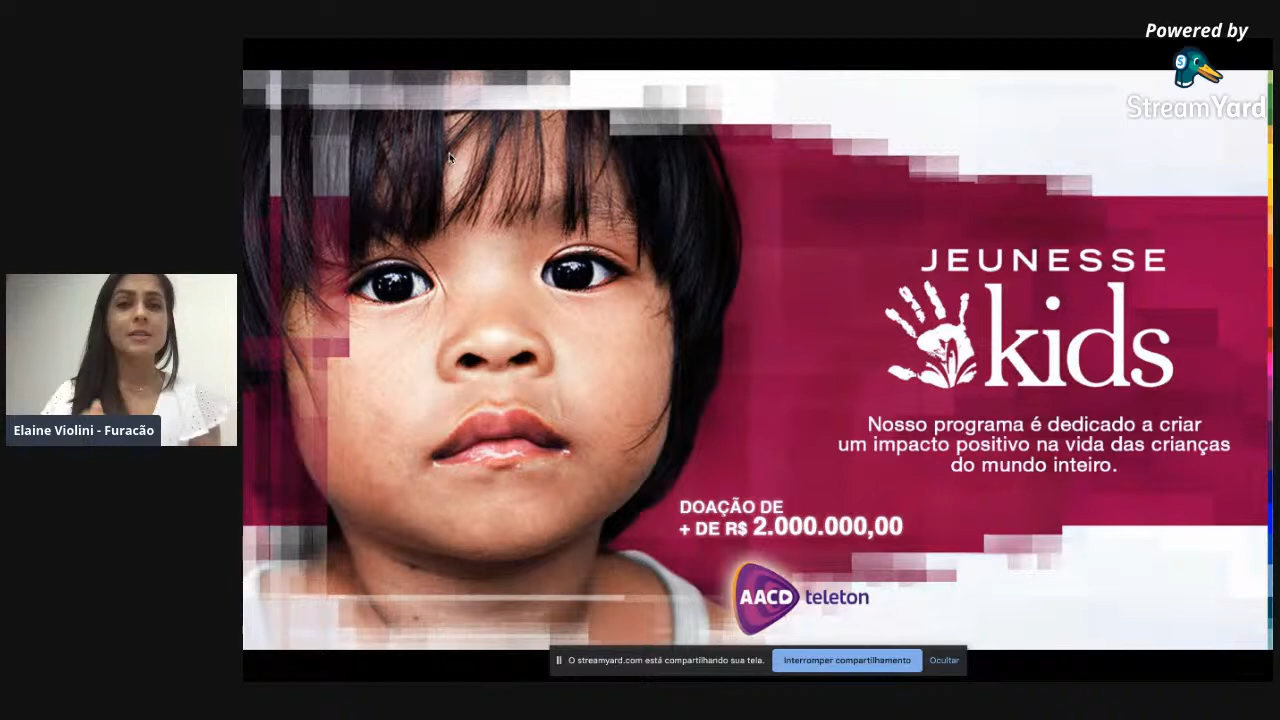 Powered by
StreamYard
JEUNESSE
kids
Nosso programa é dedicado a criar
um impacto positivo na vida das crianças
do mundo inteiro.
Elaine Violini - Furacão
DOAÇÃO DE
+ DE R$ 2.000.000,00
AACD teleton
O streamyard.com está compartilhando sua tela. Interromper compartilhamento Ocultar